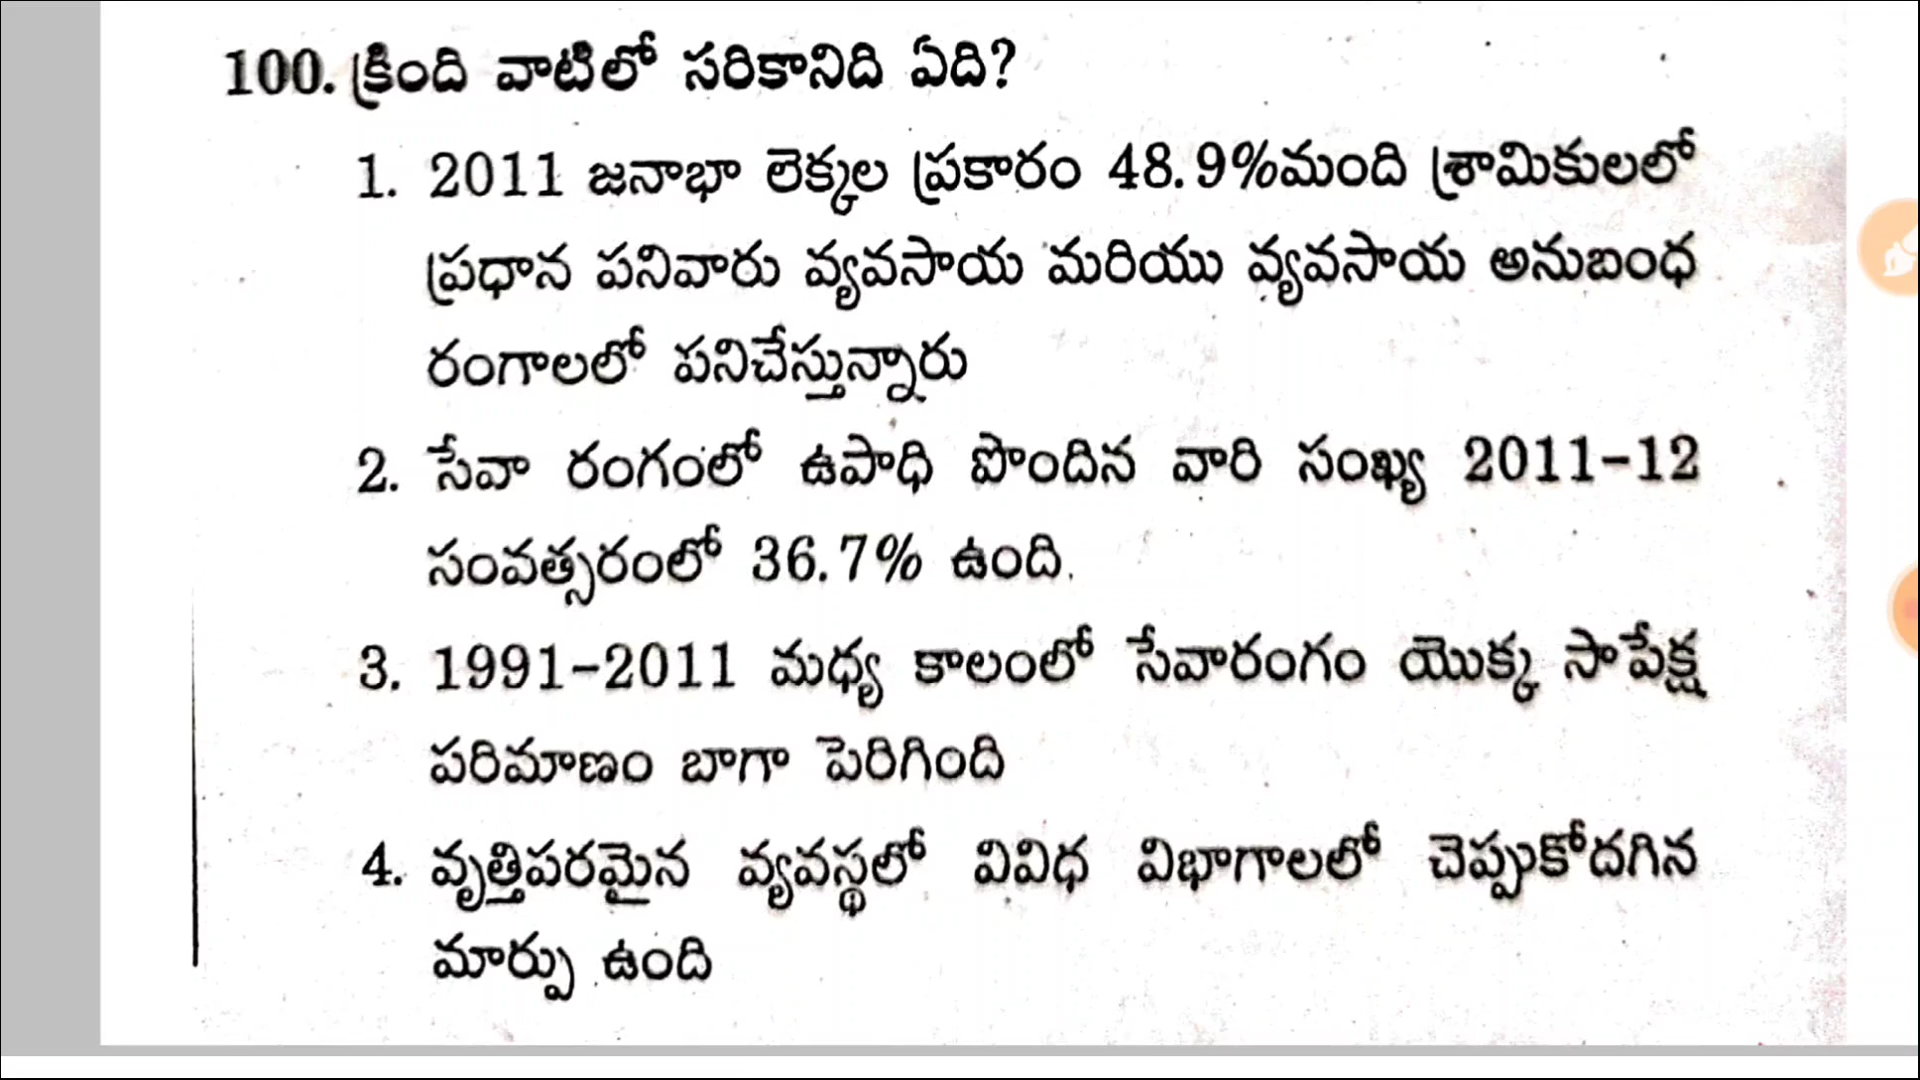 100. క్రింది వాటిలో సరికానిది ఏది?
1. 2011 జనాభా లెక్కల ప్రకారం 48.9%మంది శ్రామికులలో
ప్రధాన పనివారు వ్యవసాయ మరియు వ్యవసాయ అనుబంధ
రంగాలలో పనిచేస్తున్నారు
2. సేవా రంగంలో ఉపాధి పొందిన వారి సంఖ్య 2011-12
సంవత్సరంలో 36.7% ఉంది.
3. 1991-2011 మధ్య కాలంలో సేవారంగం యొక్క సాపేక్ష
పరిమాణం బాగా పెరిగింది
4. వృత్తిపరమైన వ్యవస్థలో వివిధ విభాగాలలో చెప్పుకోదగిన
మార్పు ఉంది